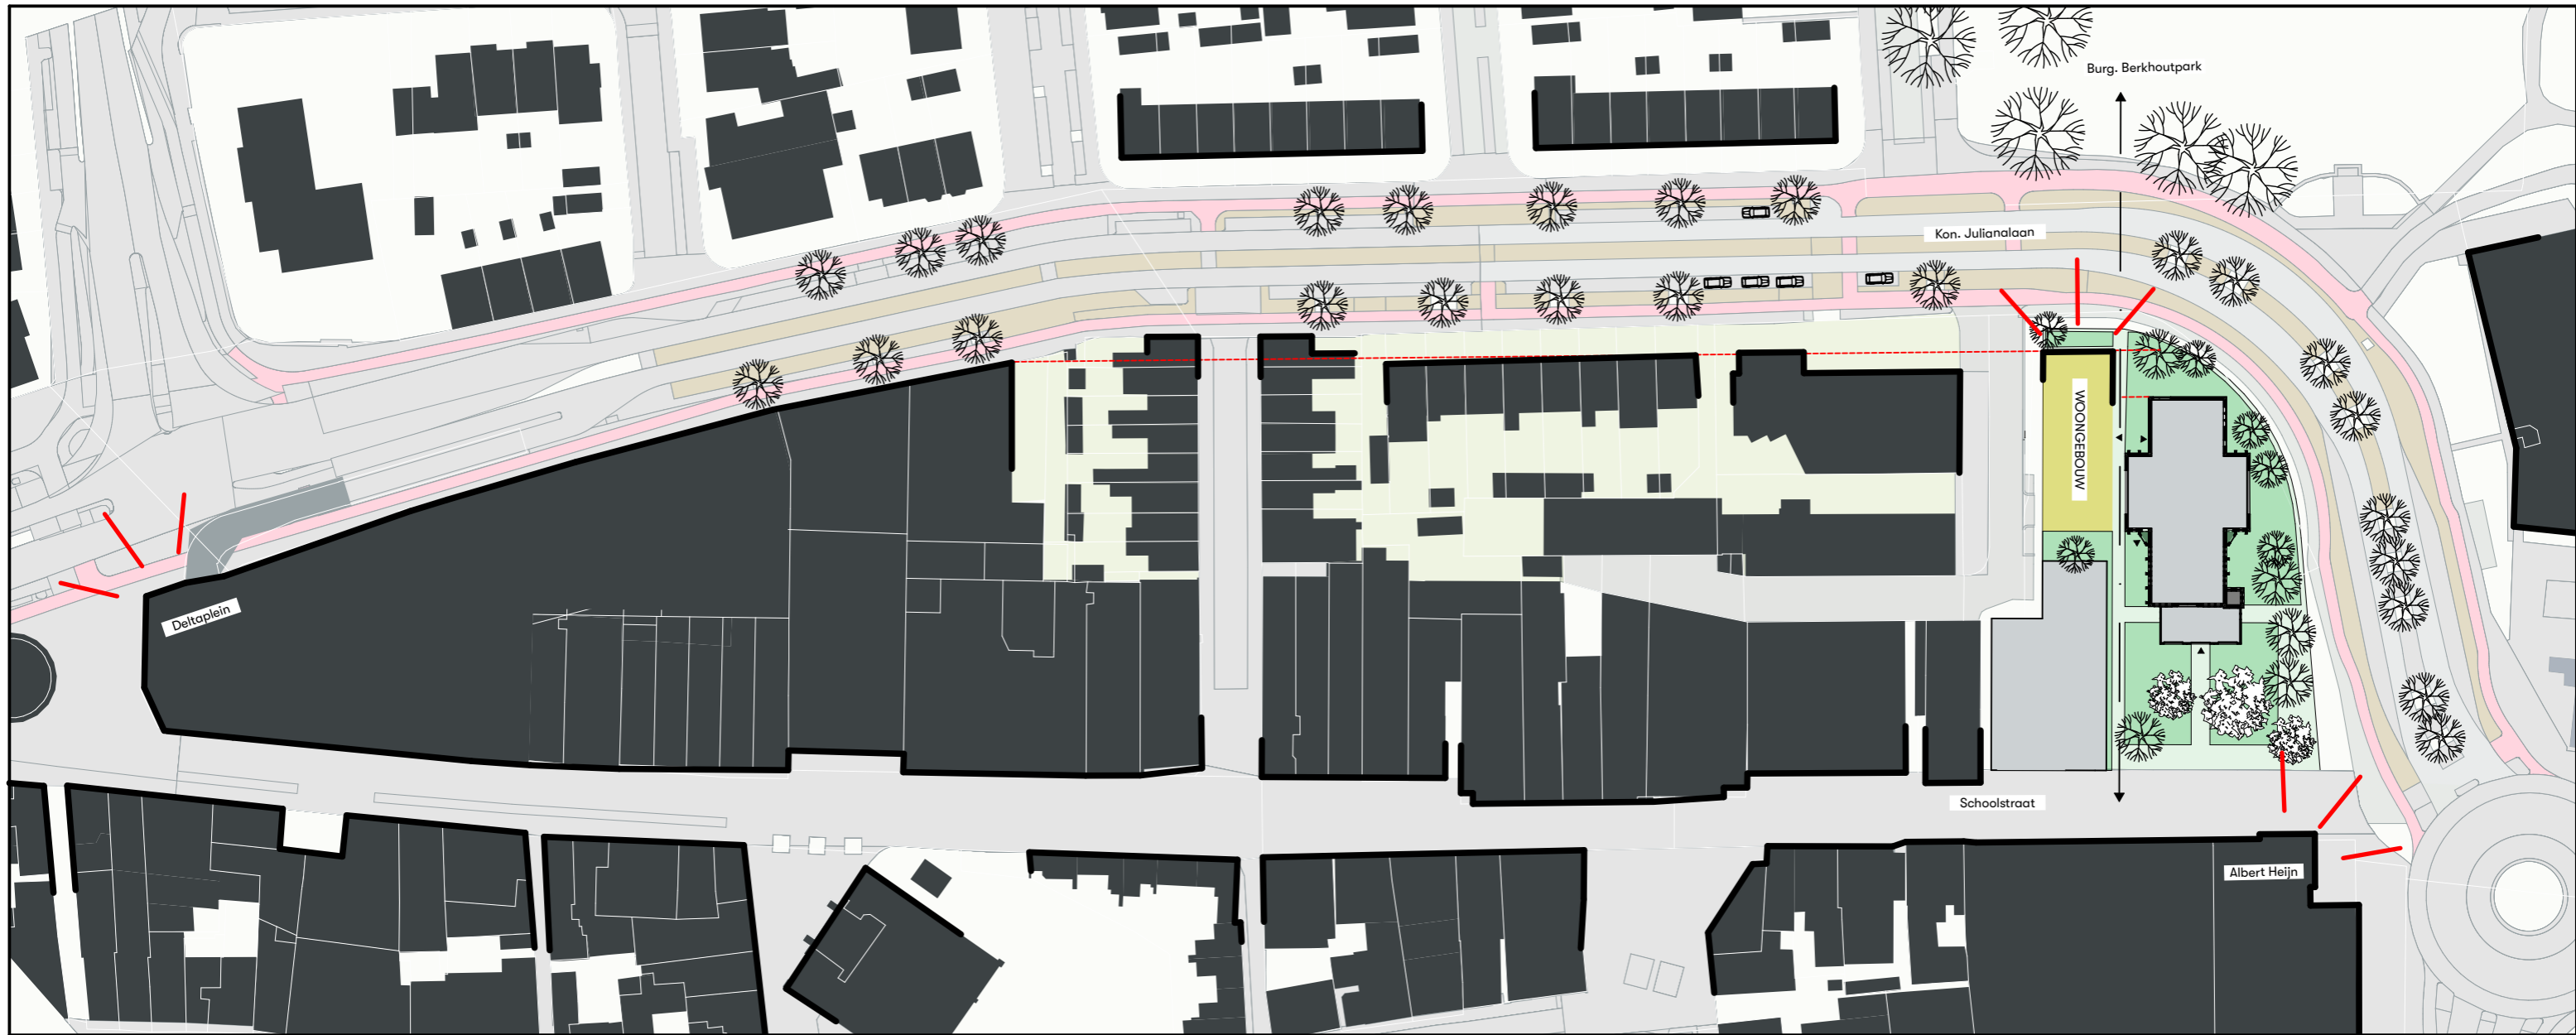 Burg. Berkhoutpark
Kon. Julianalaan
WOONGEBOUW
Deltaplein
Schoolstraat
Albert Heijn